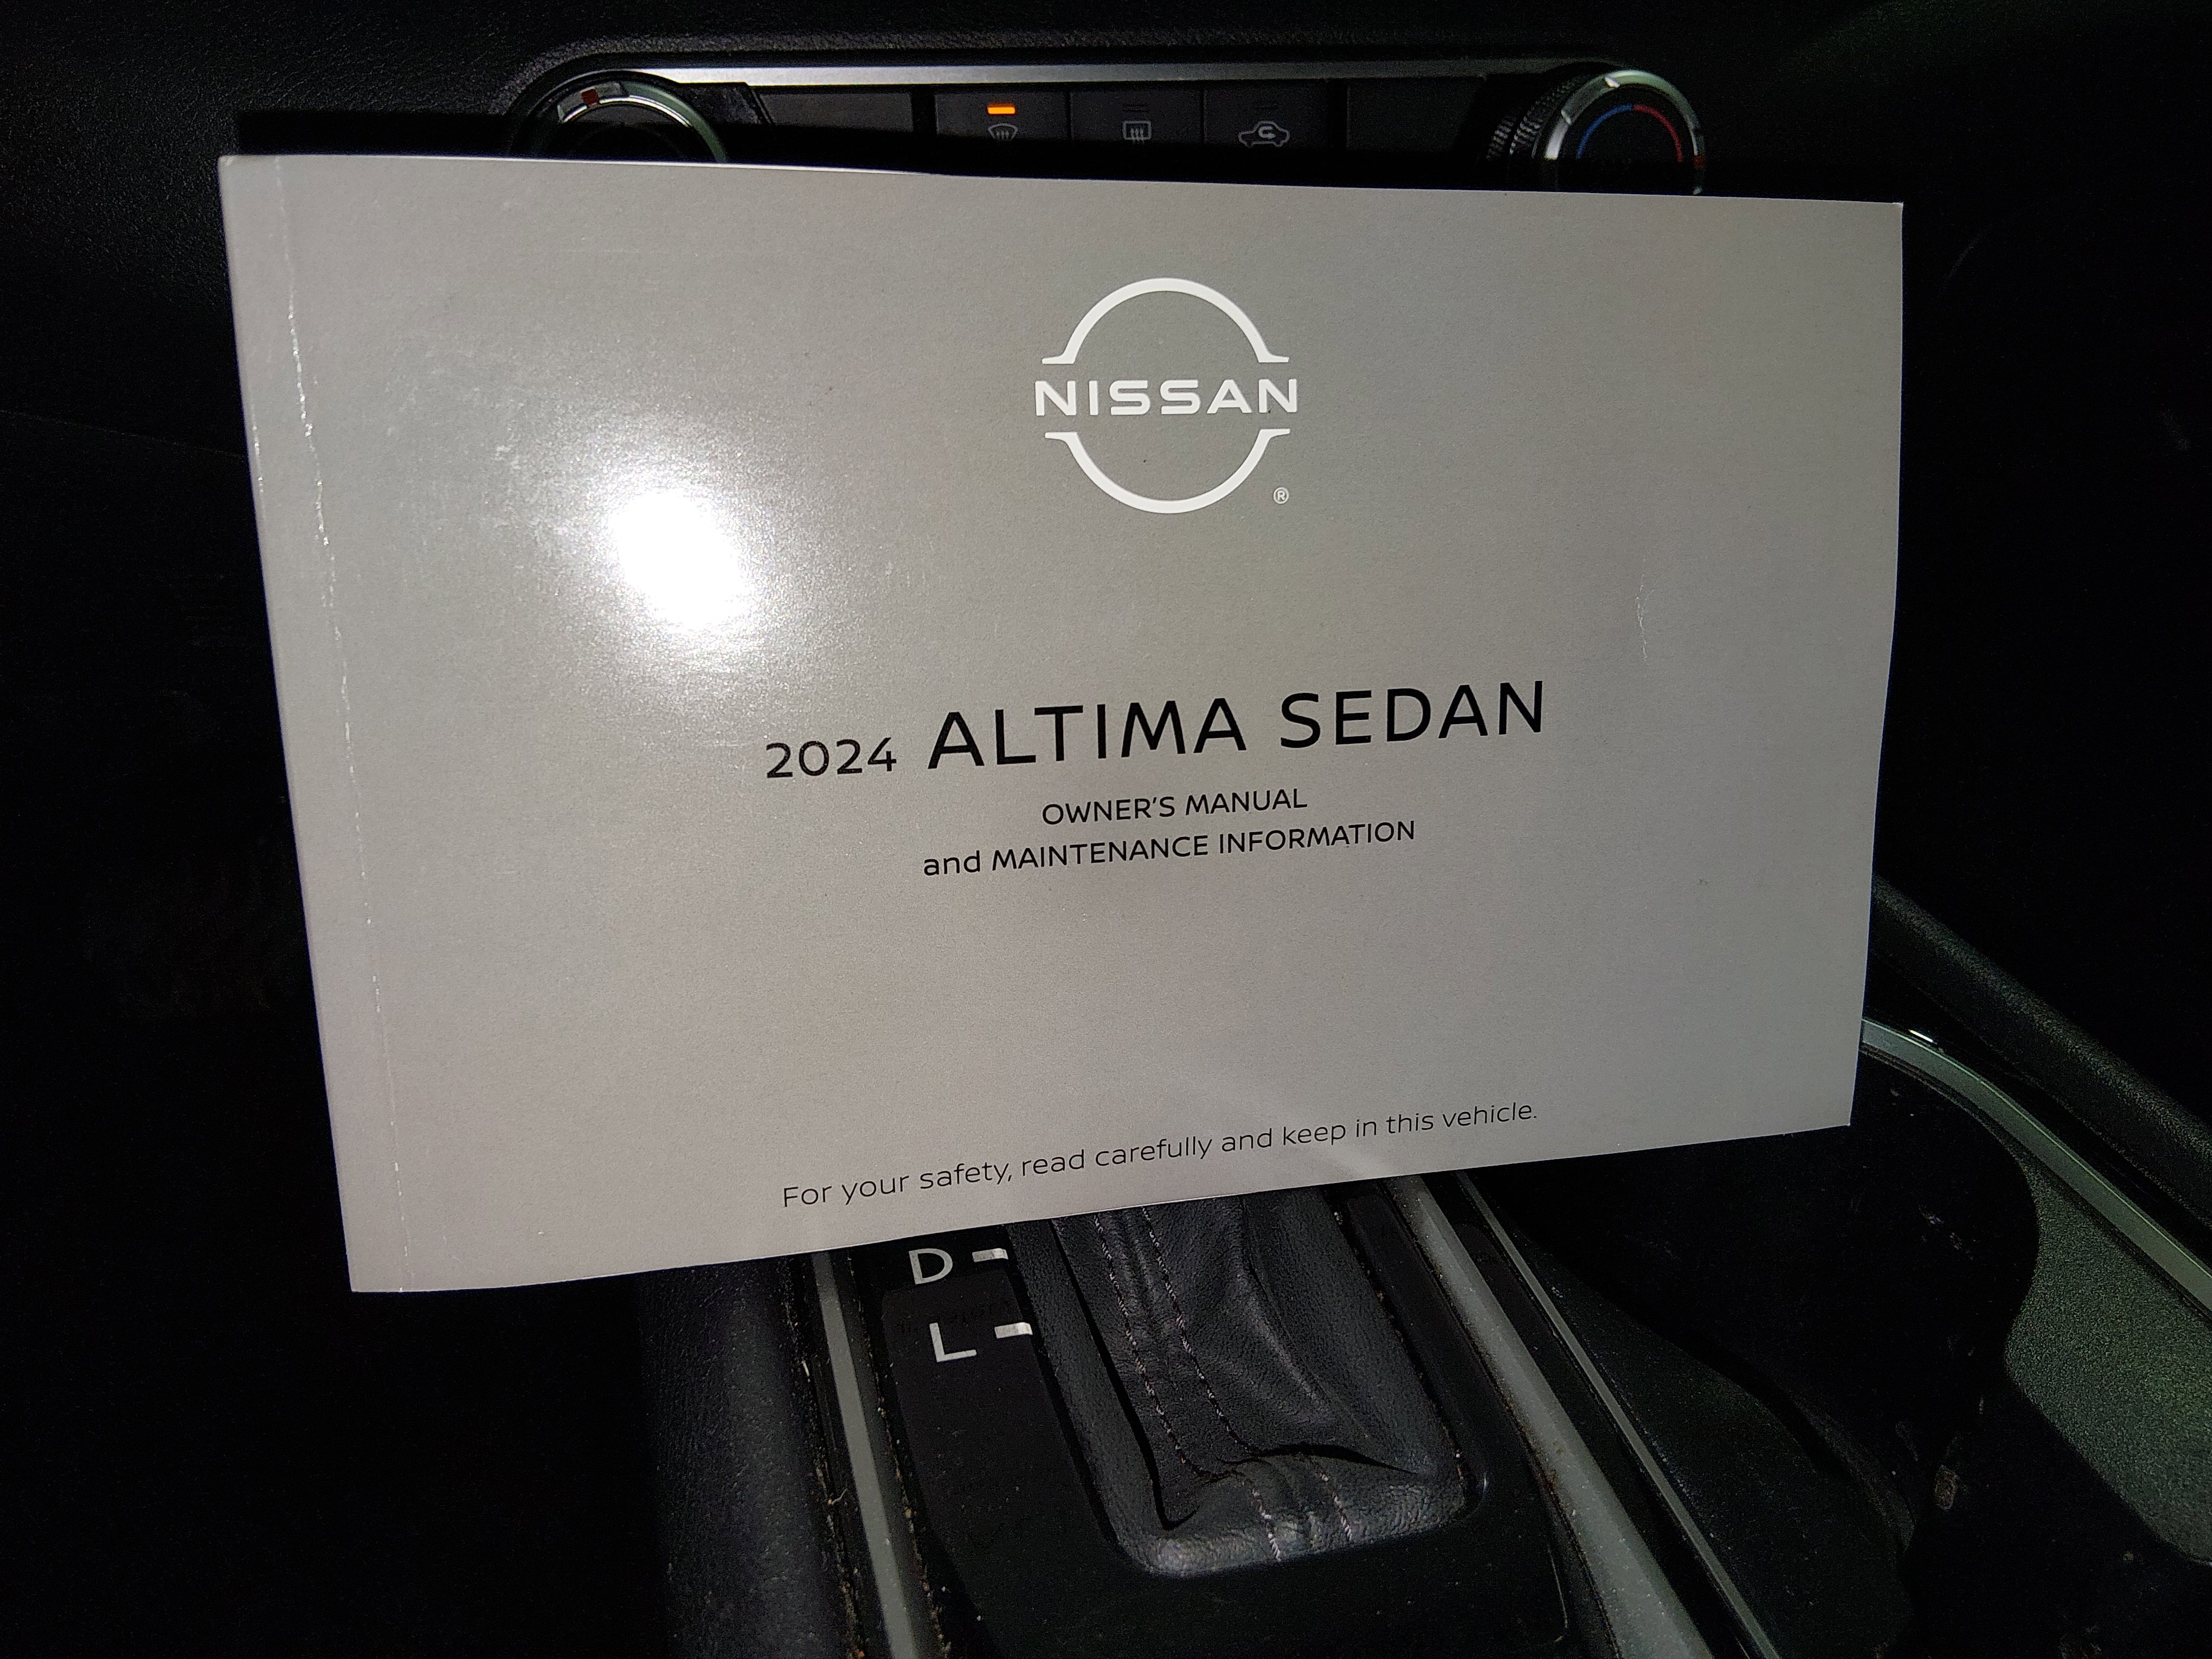 NISSAN
®
2024 ALTIMA SEDAN
OWNER'S MANUAL
and MAINTENANCE INFORMATION
For your safety, read carefully and keep in this vehicle.
D
L